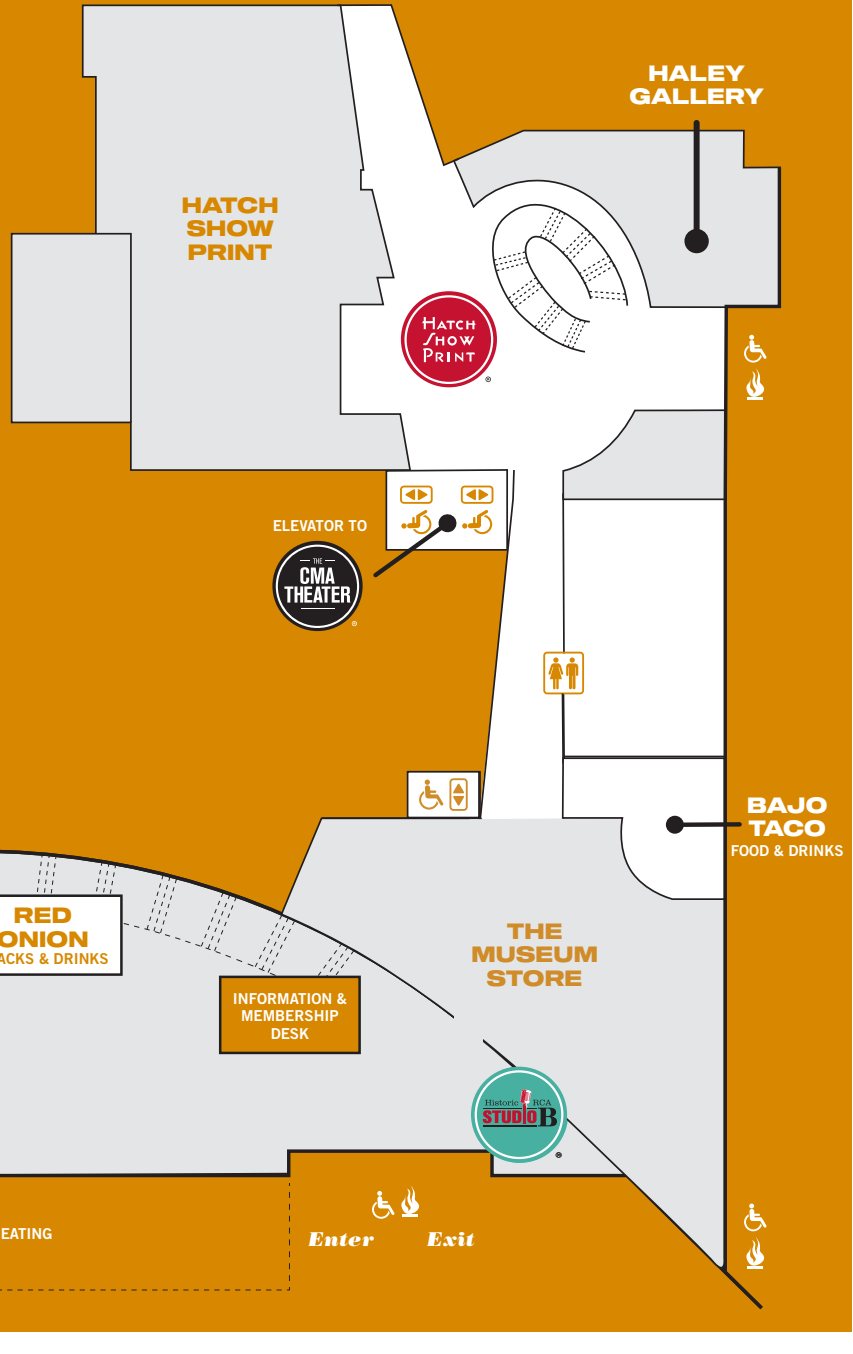 HALEY
GALLERY
HATCH
SHOW
PRINT
HATCH
SHOW
PRINT
®
ELEVATOR TO
THE
CMA
THEATER
®
BAJO
TACO
FOOD & DRINKS
RED
ONION
ACKS & DRINKS
THE
MUSEUM
STORE
INFORMATION &
MEMBERSHIP
DESK
Historic RCA
STUDIO B
®
EATING
Enter Exit